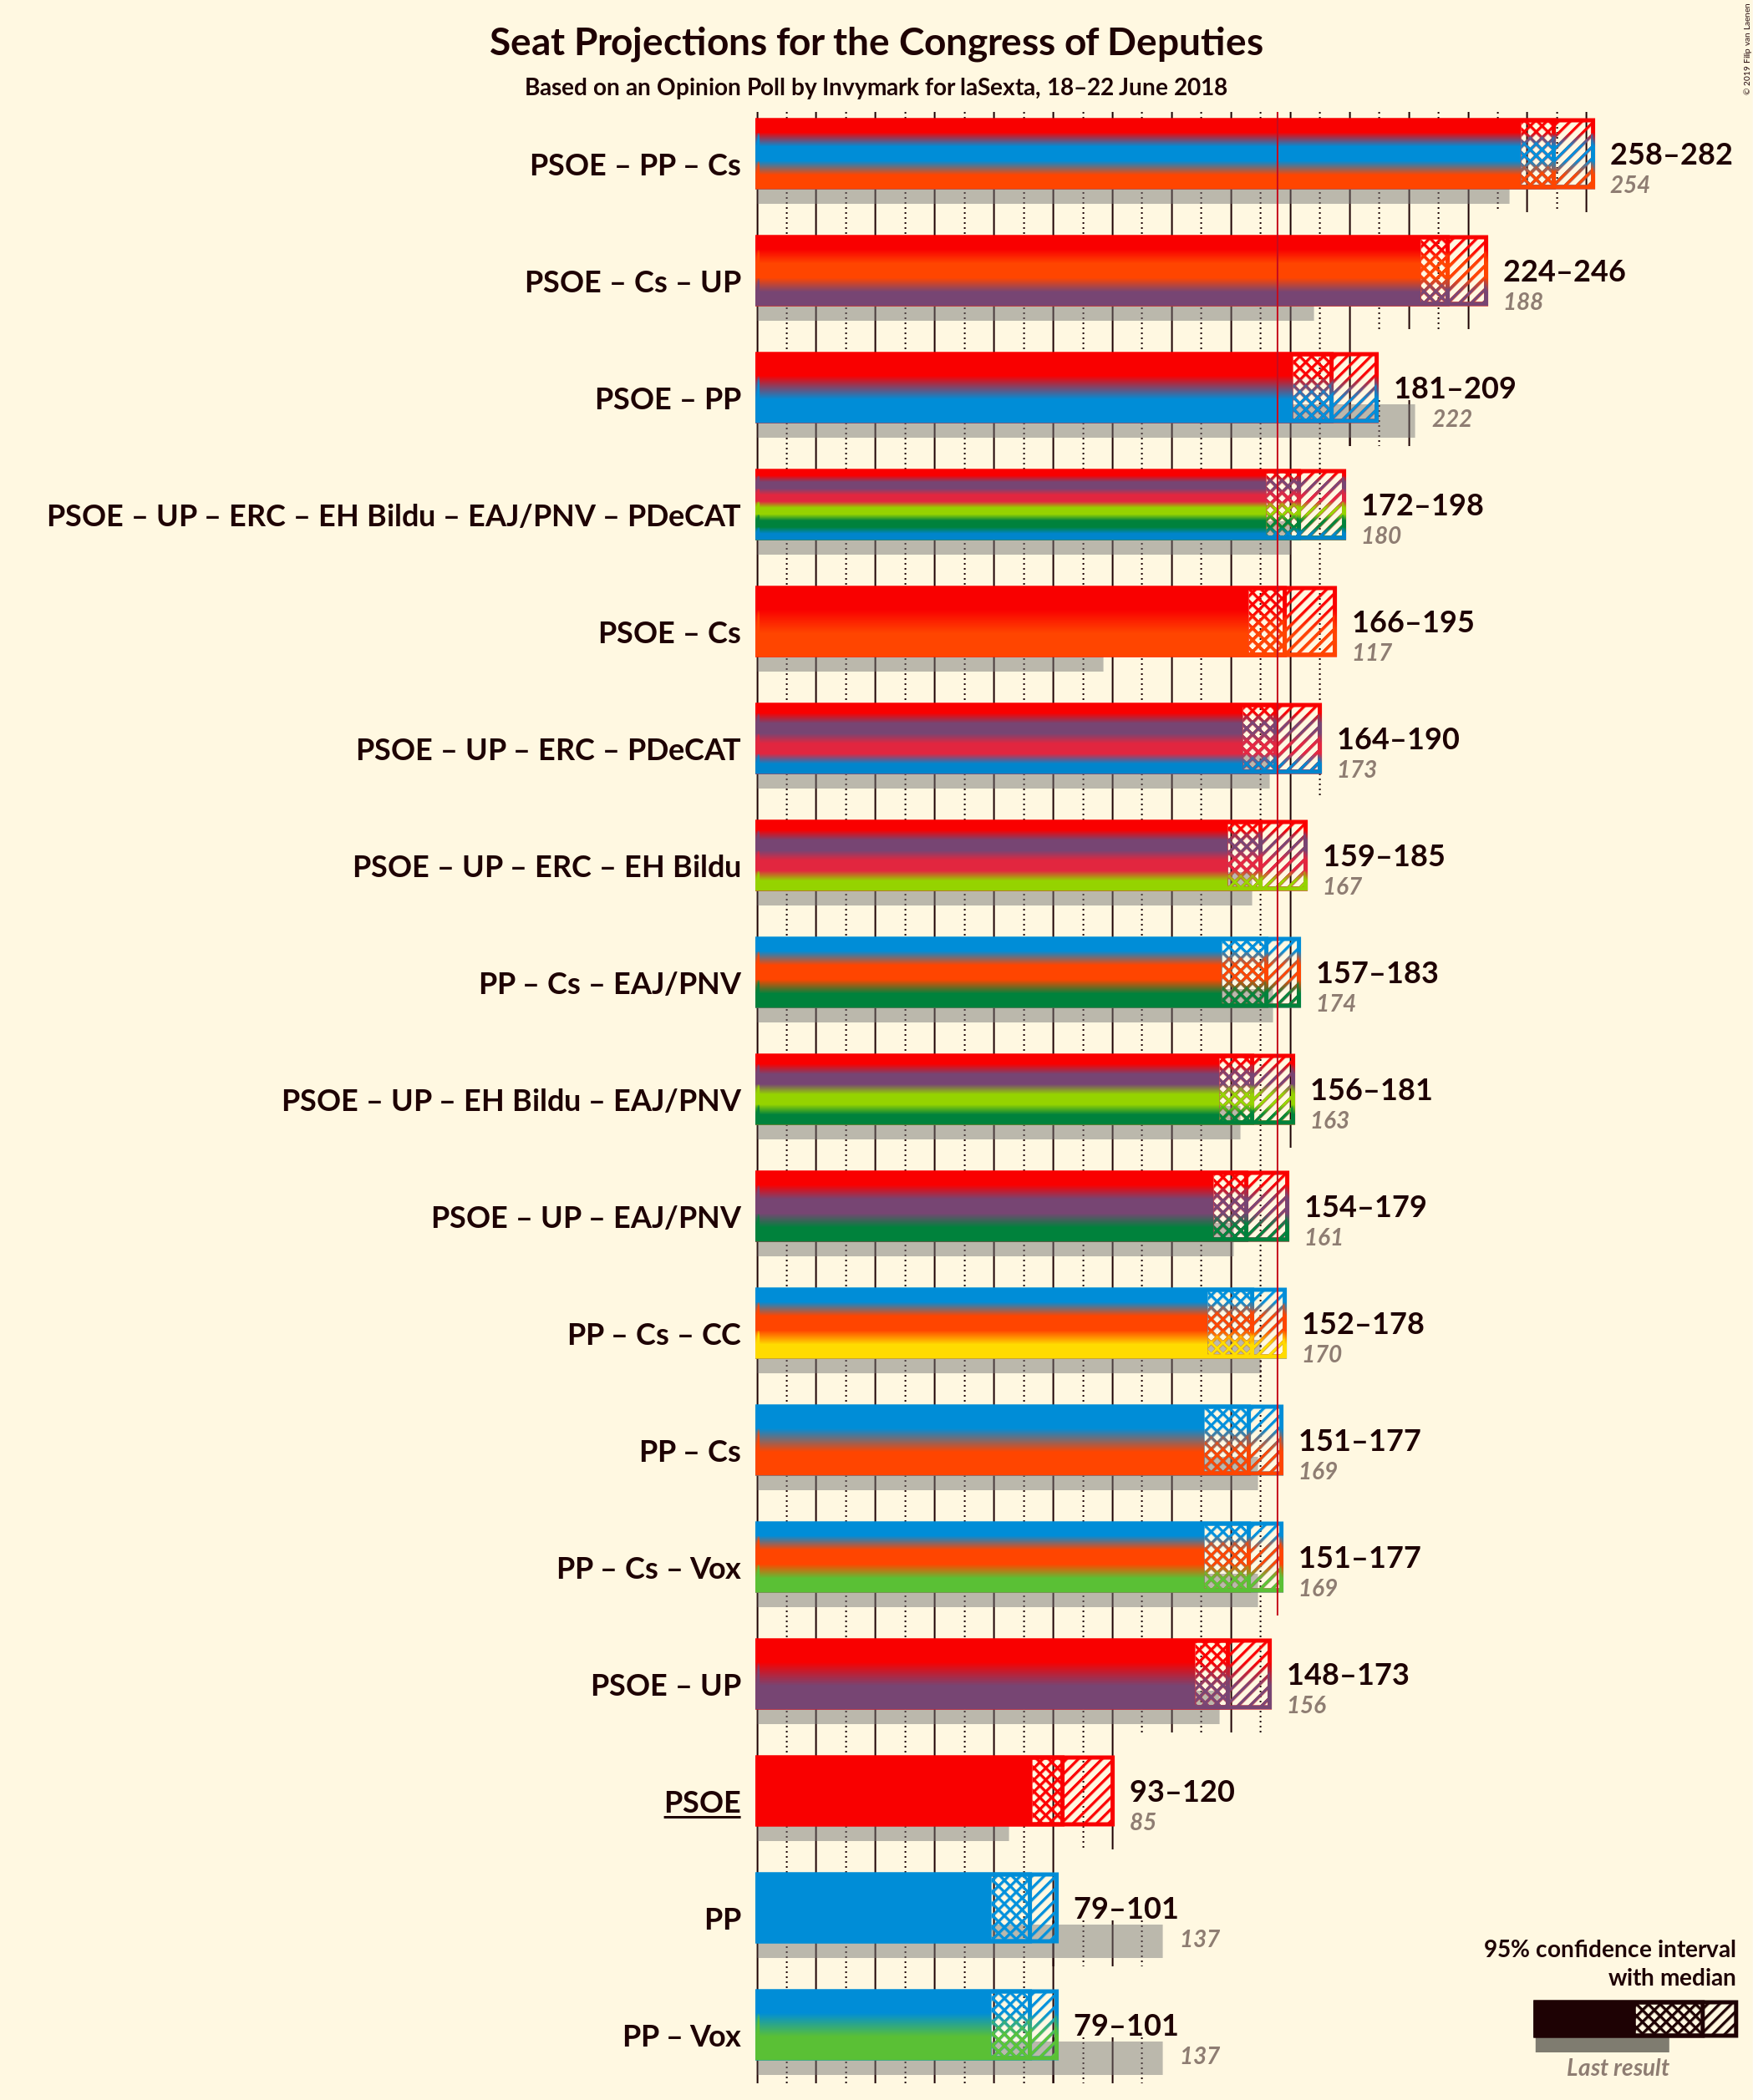 Seat Projections for the Congress of Deputies
Based on an Opinion Poll by Invymark for laSexta, 18–22 June 2018
© 2019 Filip van Laenen
PSOE – PP – Cs
258–282
254
PSOE – Cs – UP
224–246
188
PSOE – PP
181–209
222
PSOE – UP – ERC – EH Bildu – EAJ/PNV – PDeCAT
172–198
180
PSOE – Cs
166–195
117
PSOE – UP – ERC – PDeCAT
164–190
173
PSOE – UP – ERC – EH Bildu
159–185
167
PP – Cs – EAJ/PNV
157–183
174
PSOE – UP – EH Bildu – EAJ/PNV
156–181
163
PSOE – UP – EAJ/PNV
154–179
161
PP – Cs – CC
152–178
170
PP – Cs
151–177
169
PP – Cs – Vox
151–177
169
PSOE – UP
148–173
156
PSOE
93–120
85
PP
79–101
137
PP – Vox
79–101
137
95% confidence interval
with median
Last result